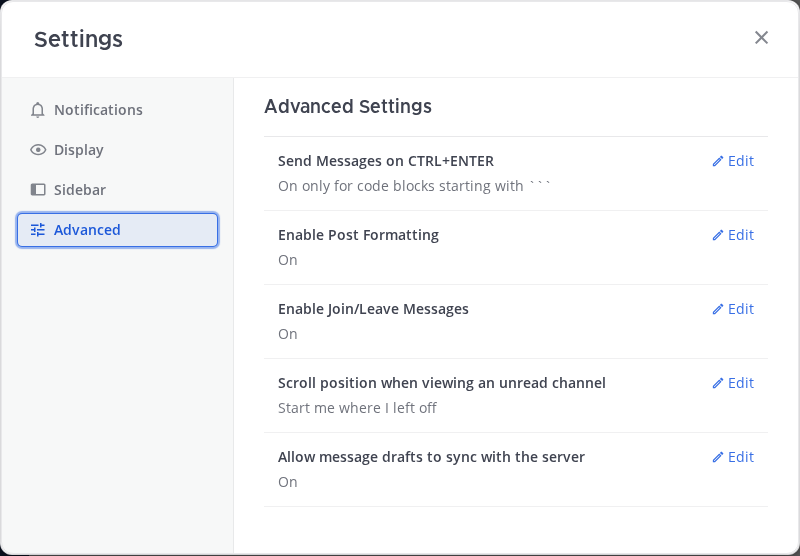 Settings
Notifications
Display
Sidebar
Advanced
Advanced Settings
Send Messages on CTRL+ENTER
Edit
On only for code blocks starting with ```
Enable Post Formatting
Edit
On
Enable Join/Leave Messages
Edit
On
Scroll position when viewing an unread channel
Edit
Start me where I left off
Allow message drafts to sync with the server
Edit
On